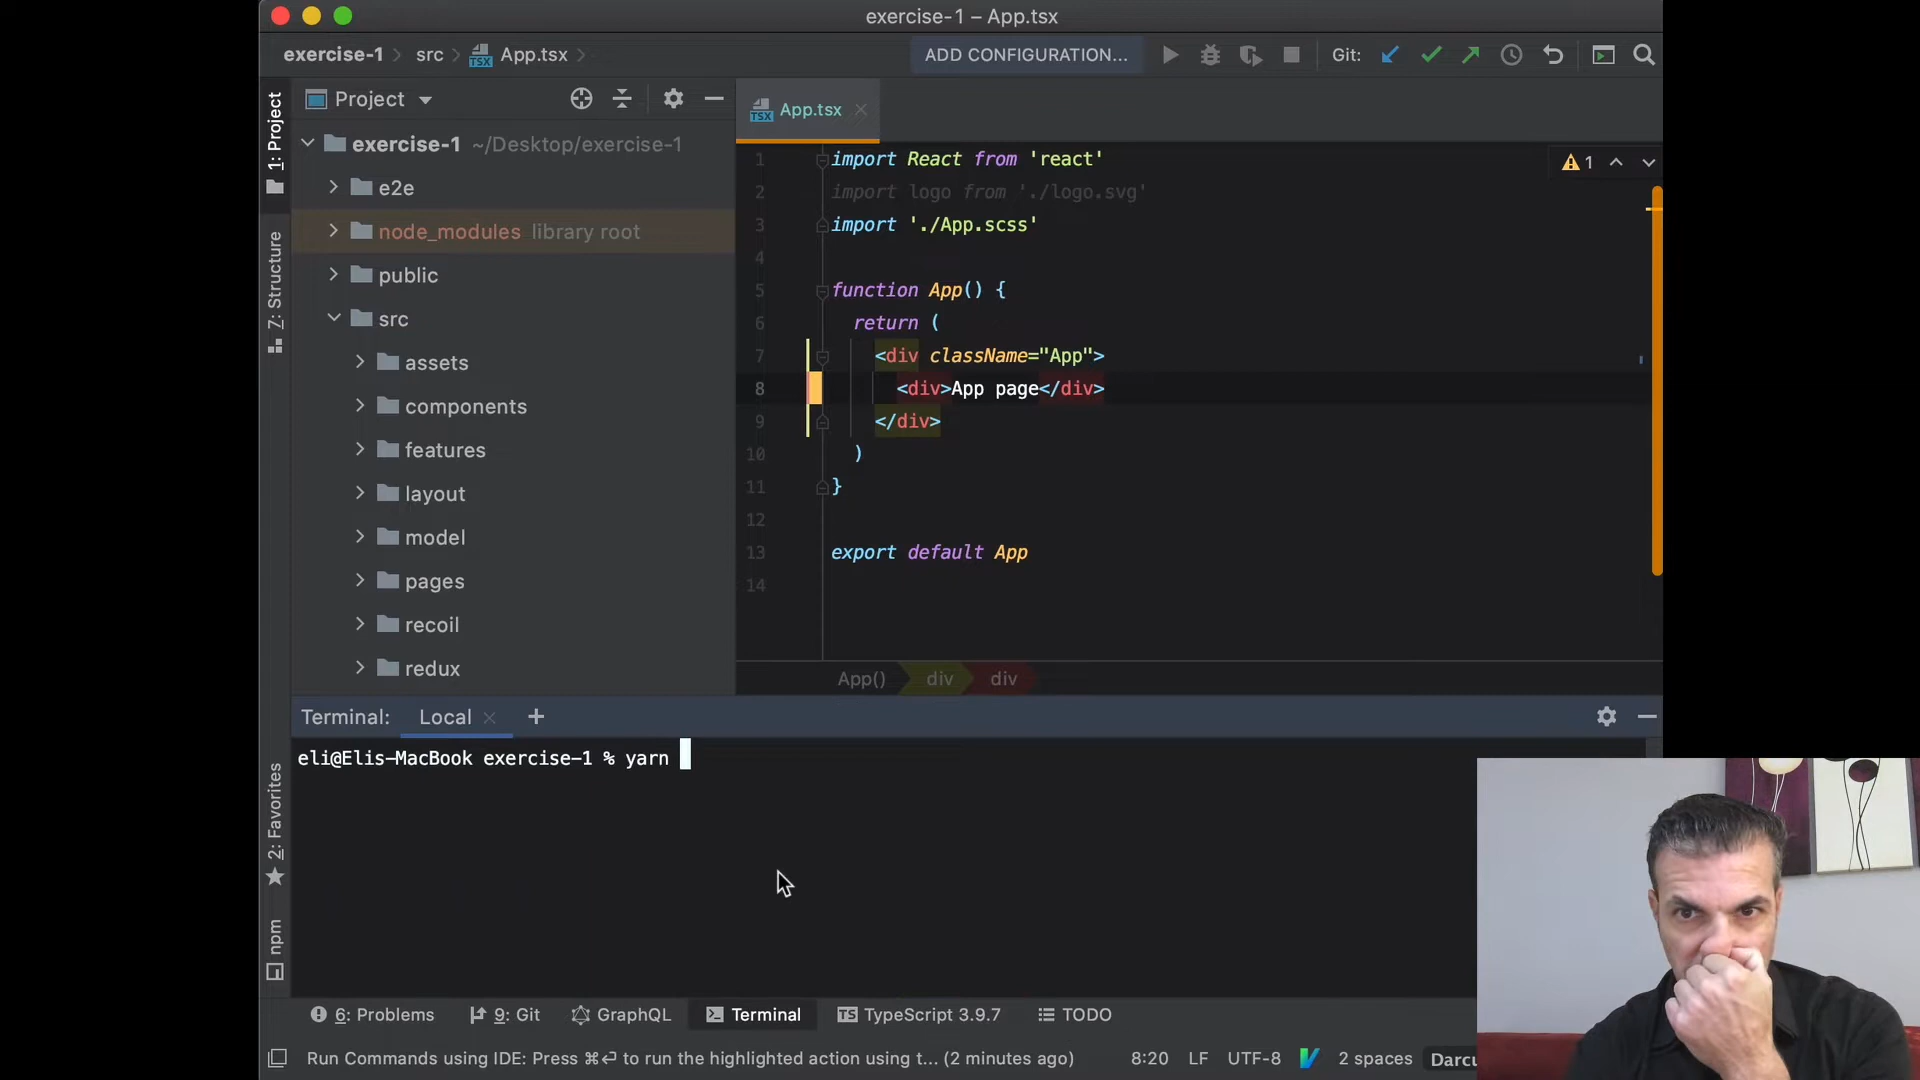 exercise-1 – App.tsx
exercise-1 src App.tsx ADD CONFIGURATION... Git:
1: Project
Project
exercise-1 ~/Desktop/exercise-1
e2e
node_modules library root
public
src
assets
components
features
layout
model
pages
recoil
redux
Z: Structure
2: Favorites
npm
TSX App.tsx
1
1 import React from 'react'
2 import logo from './logo.svg'
3 import './App.scss'
4
5 function App() {
6 return (
7 <div className="App">
8 <div>App page</div>
9 </div>
10 )
11 }
12
13 export default App
14
App() div div
Terminal: Local
eli@Elis-MacBook exercise-1 % yarn
6: Problems 9: Git GraphQL Terminal TS TypeScript 3.9.7 TODO
Run Commands using IDE: Press ⌘⏎ to run the highlighted action using t... (2 minutes ago) 8:20 LF UTF-8 2 spaces Darcu